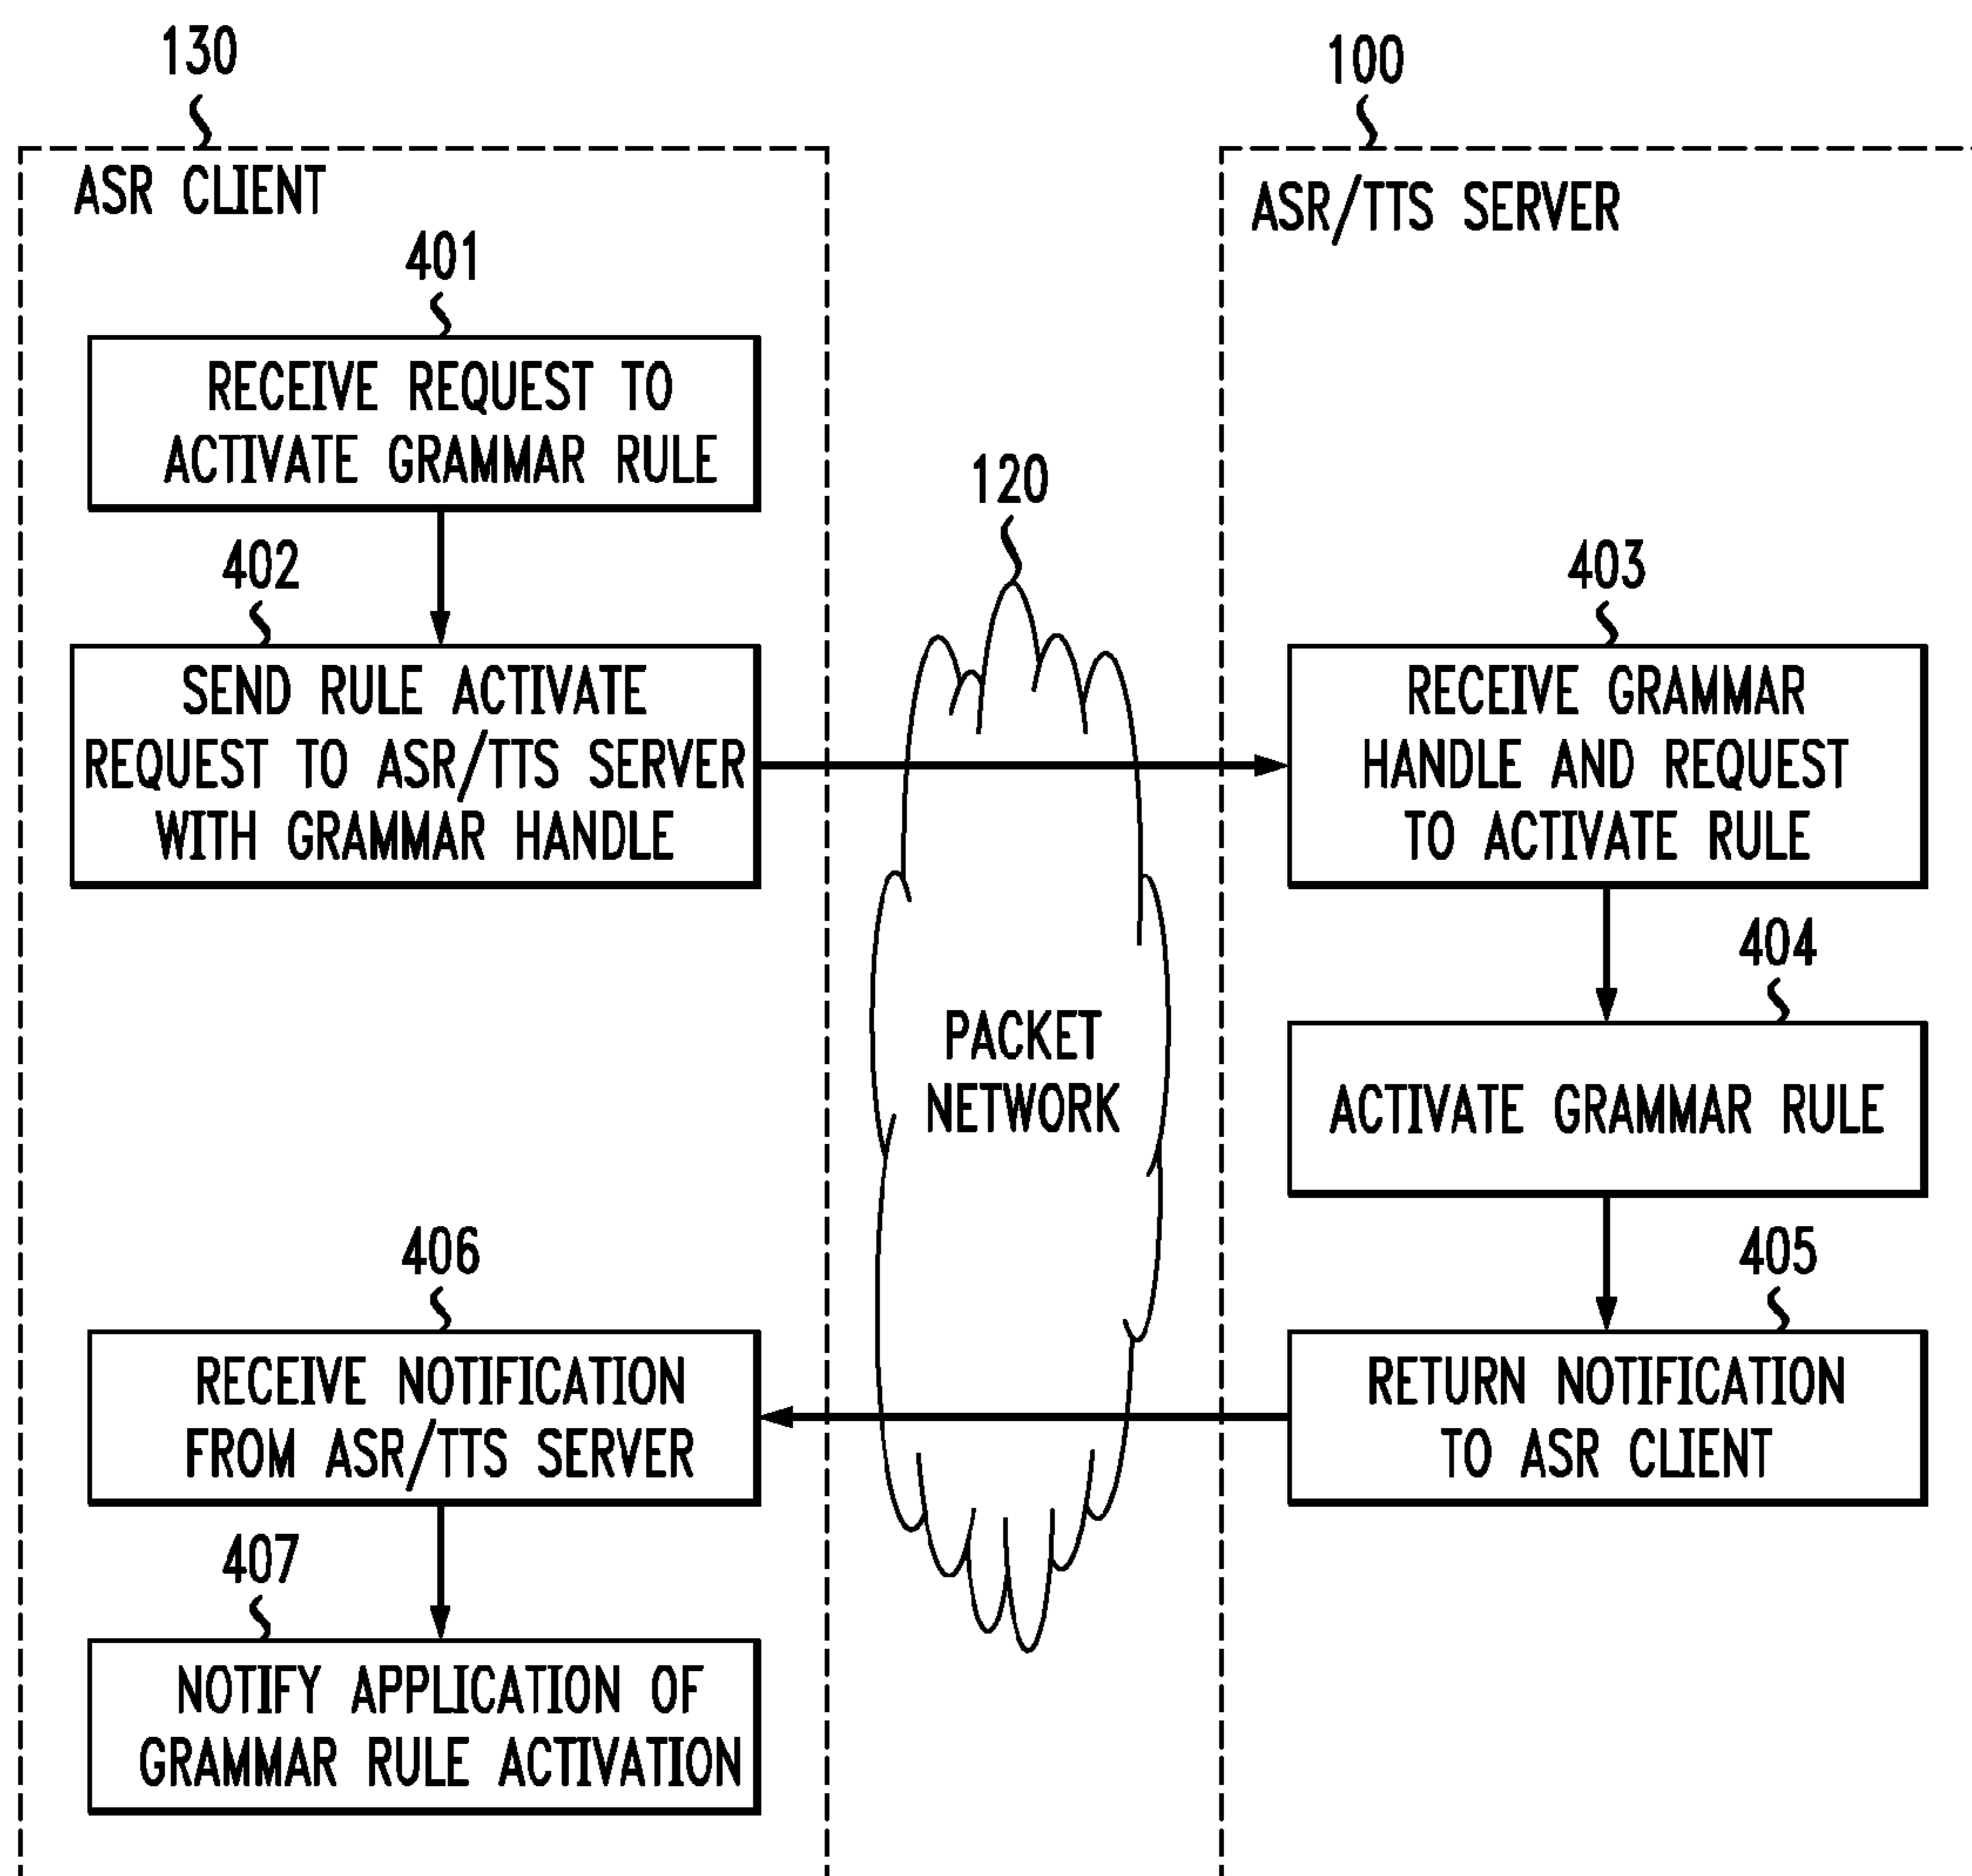 130
ASR CLIENT
401
RECEIVE REQUEST TO
ACTIVATE GRAMMAR RULE
402
SEND RULE ACTIVATE
REQUEST TO ASR/TTS SERVER
WITH GRAMMAR HANDLE
406
RECEIVE NOTIFICATION
FROM ASR/TTS SERVER
407
NOTIFY APPLICATION OF
GRAMMAR RULE ACTIVATION
120
PACKET
NETWORK
100
ASR/TTS SERVER
403
RECEIVE GRAMMAR
HANDLE AND REQUEST
TO ACTIVATE RULE
404
ACTIVATE GRAMMAR RULE
405
RETURN NOTIFICATION
TO ASR CLIENT